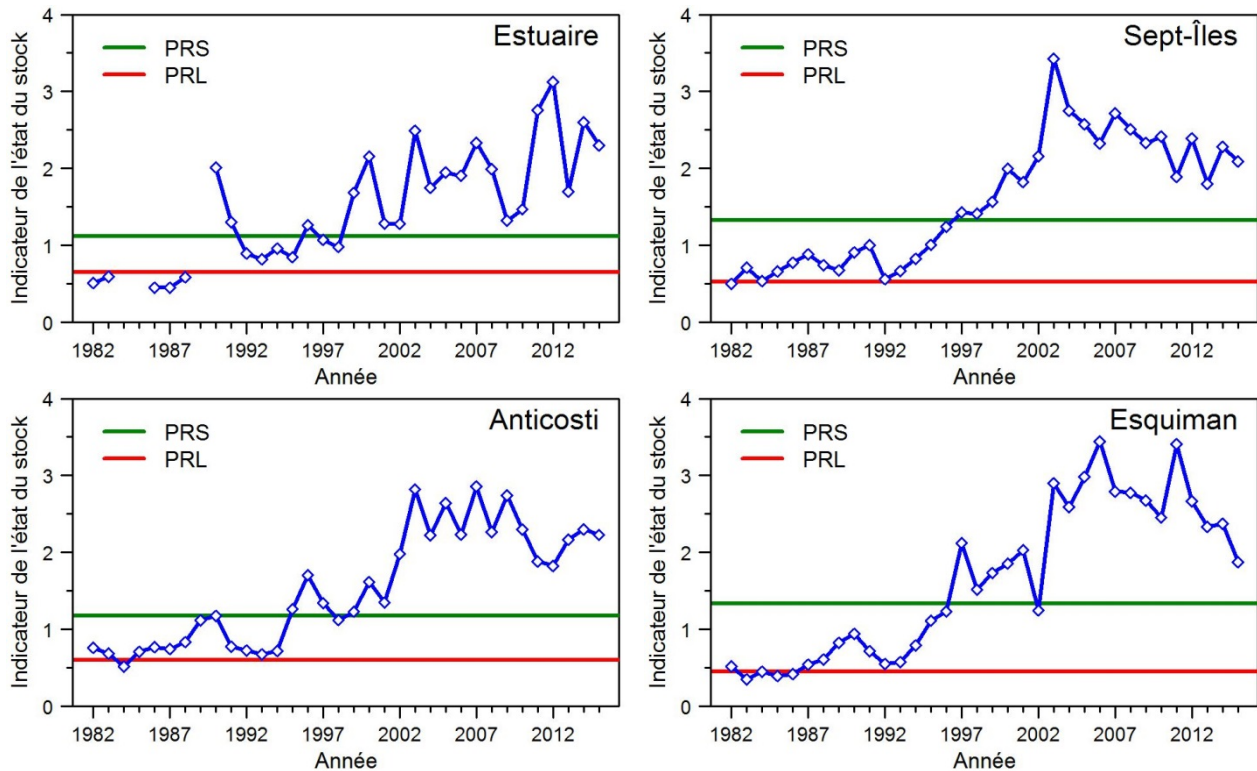 Estuaire
PRS
PRL
Indicateur de l'état du stock
4
3
2
1
0
1982 1987 1992 1997 2002 2007 2012
Année
Sept-Îles
PRS
PRL
Indicateur de l'état du stock
4
3
2
1
0
1982 1987 1992 1997 2002 2007 2012
Année
Anticosti
PRS
PRL
Indicateur de l'état du stock
4
3
2
1
0
1982 1987 1992 1997 2002 2007 2012
Année
Esquiman
PRS
PRL
Indicateur de l'état du stock
4
3
2
1
0
1982 1987 1992 1997 2002 2007 2012
Année